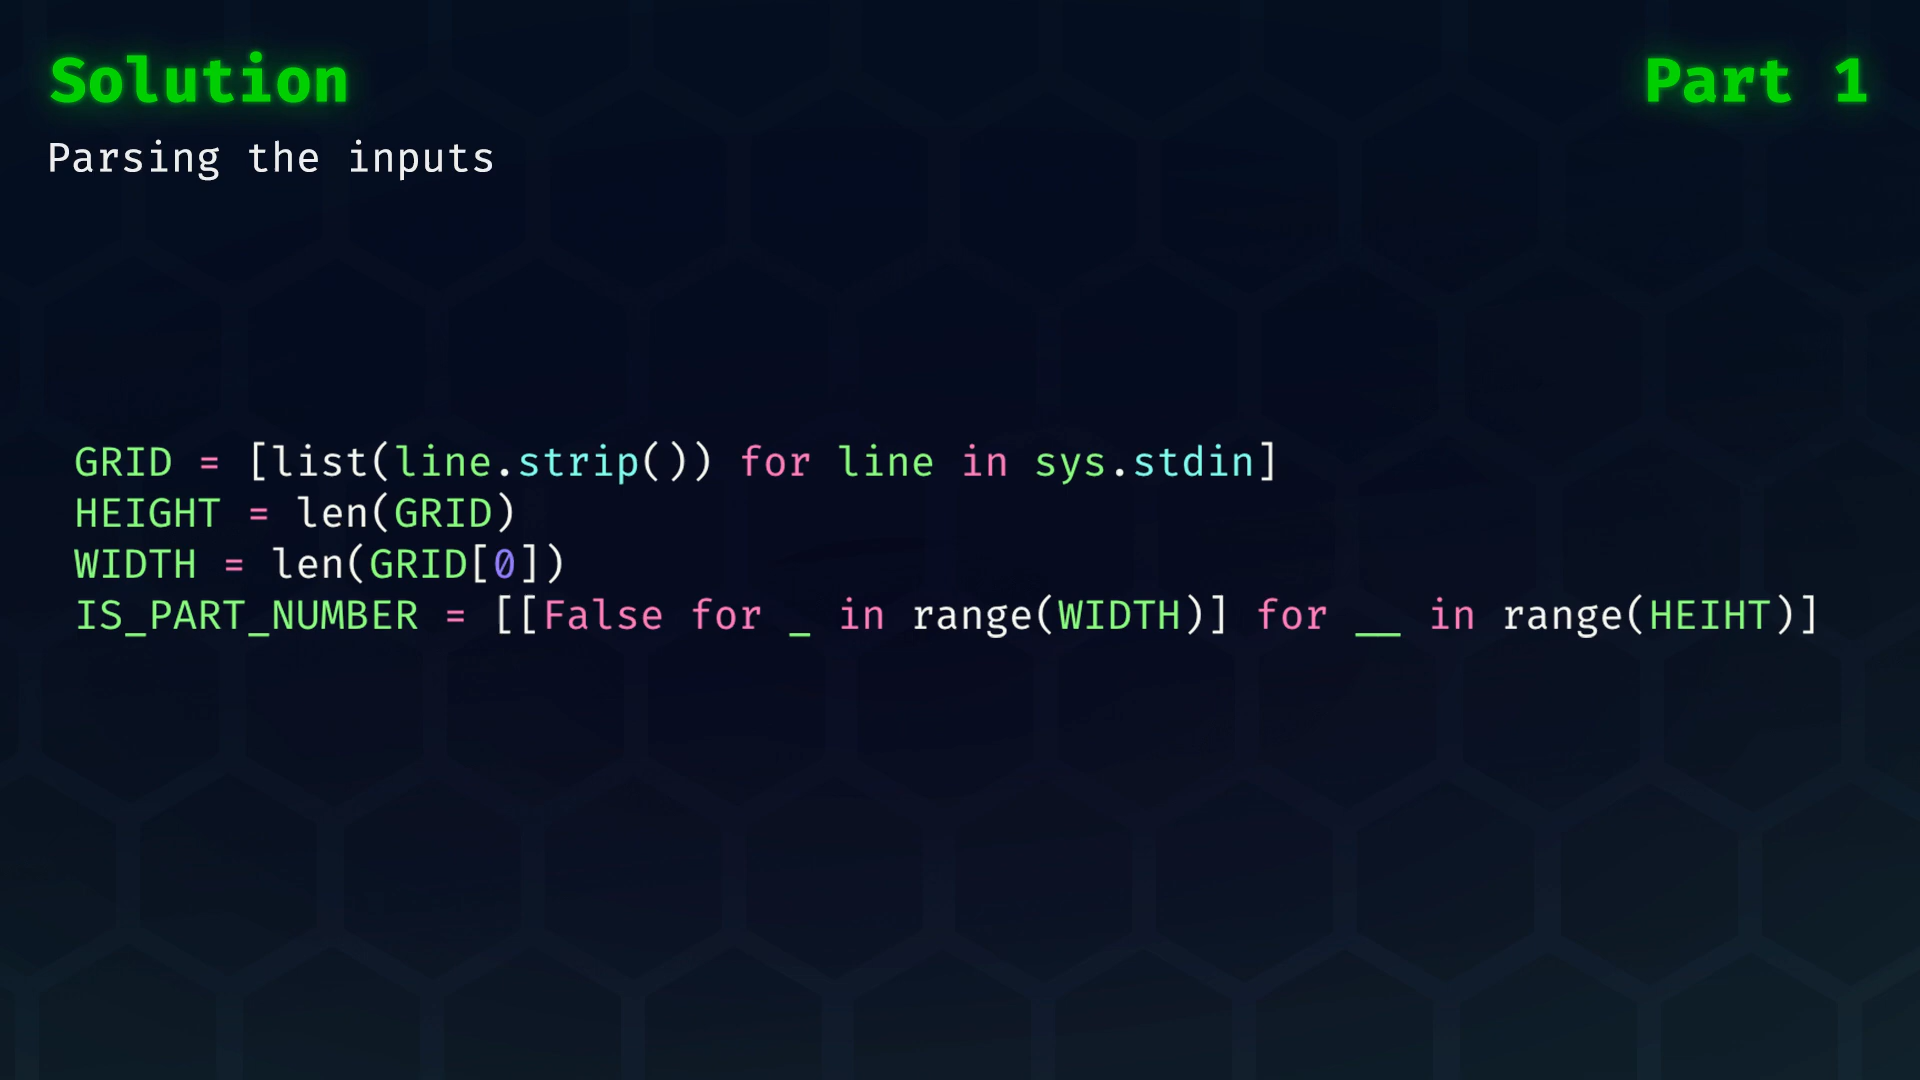 Solution
Part 1
Parsing the inputs
GRID = [list(line.strip()) for line in sys.stdin]
HEIGHT = len(GRID)
WIDTH = len(GRID[0])
IS_PART_NUMBER = [[False for _ in range(WIDTH)] for __ in range(HEIHT)]